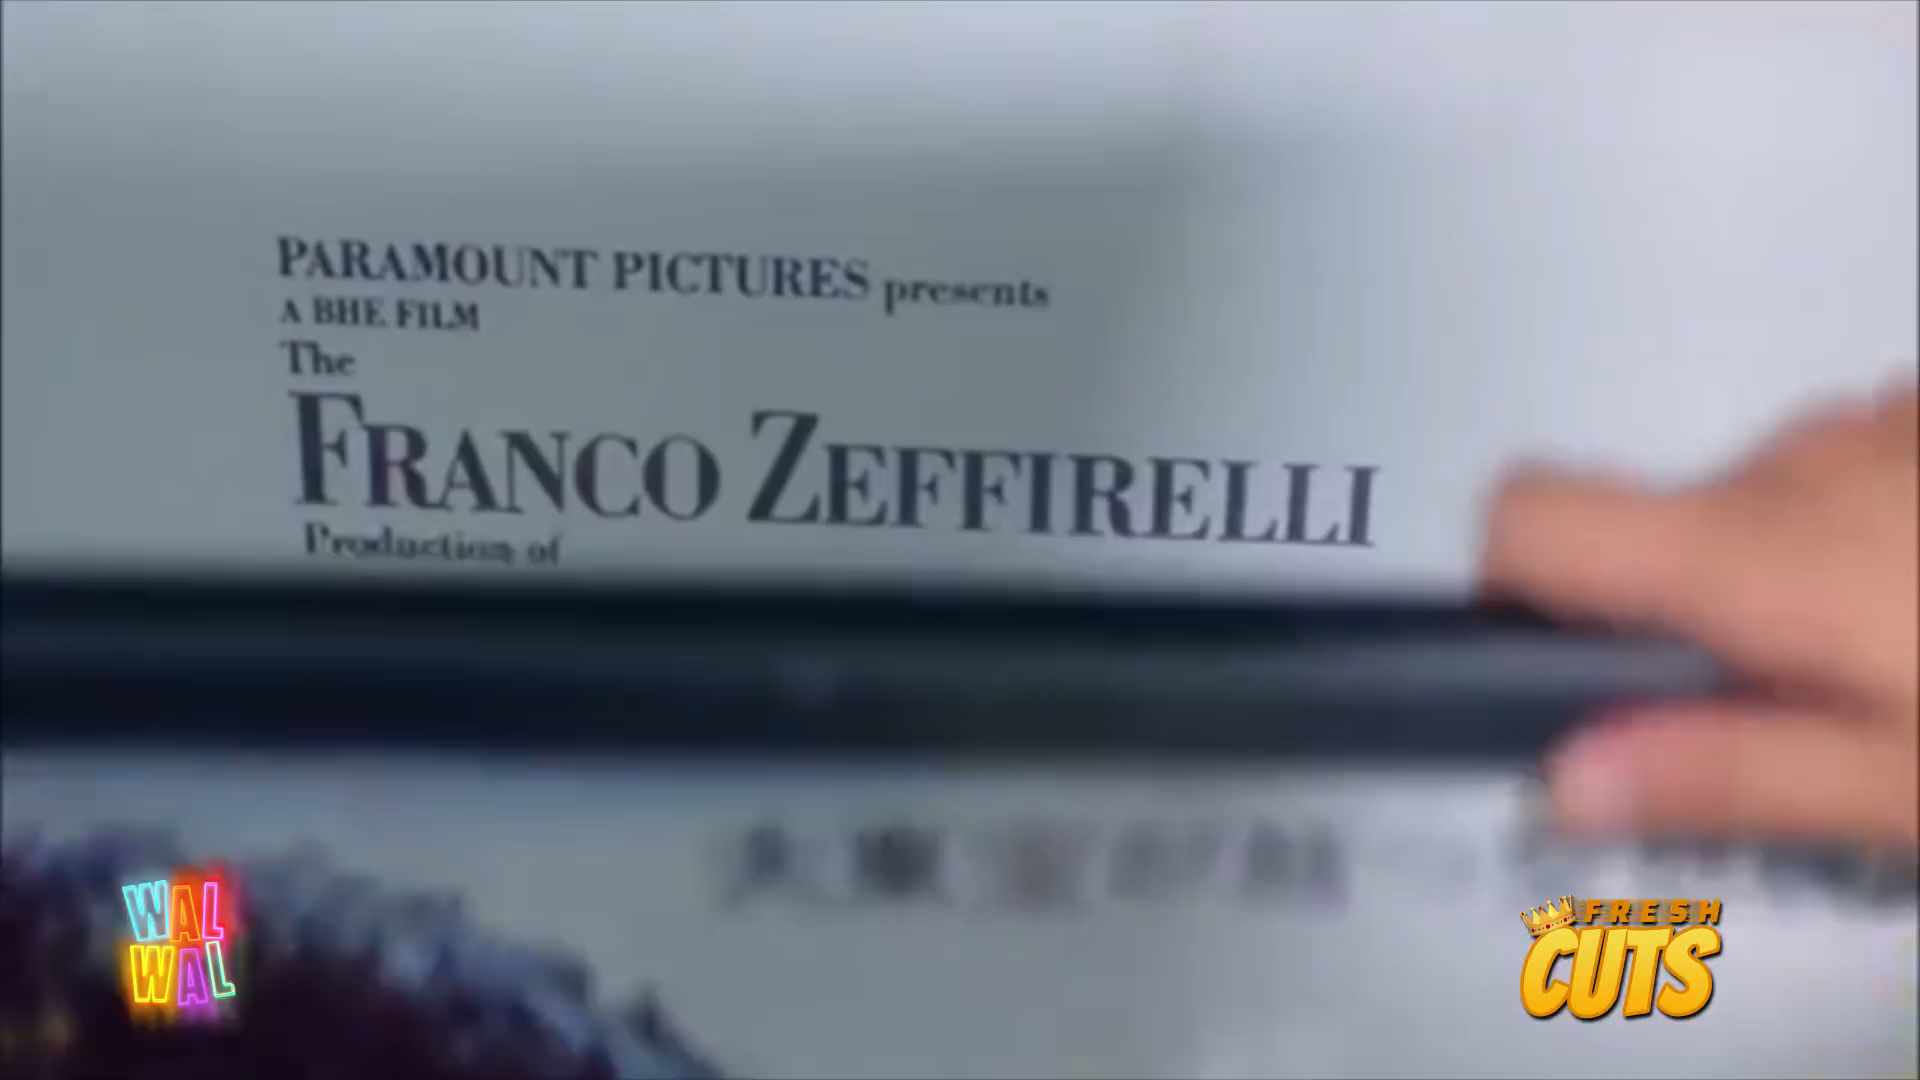 PARAMOUNT PICTURES presents
A BHE FILM
The
FRANCO ZEFFIRELLI
Production of
WAL
WAL
FRESH
CUTS